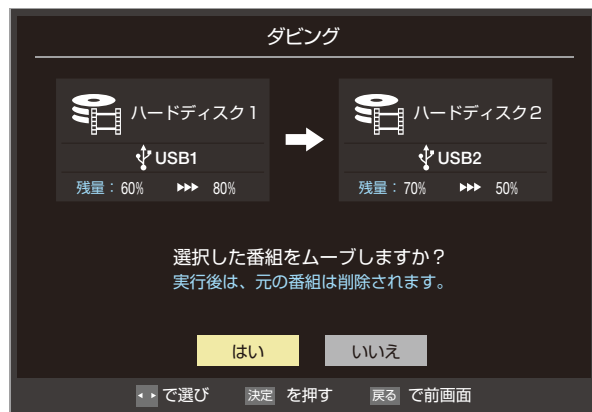 ダビング
ハードディスク1
USB1
残量：60% ▸▸▸ 80%
ハードディスク2
USB2
残量：70% ▸▸▸ 50%
選択した番組をムーブしますか？
実行後は、元の番組は削除されます。
はい いいえ
で選び 決定 を押す 戻る で前画面